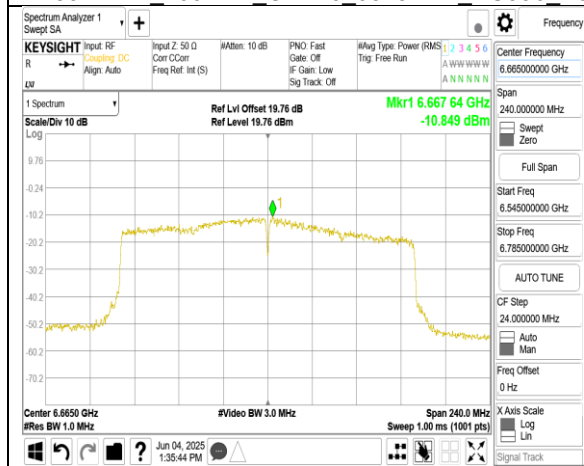 Spectrum Analyzer 1
Swept SA
Frequency
KEYSIGHT
R
LXI
Input: RF
Coupling: DC
Align: Auto
Input Z: 50 Ω
Corr CCorr
Freq Ref: Int (S)
#Atten: 10 dB
PNO: Fast
Gate: Off
IF Gain: Low
Sig Track: Off
#Avg Type: Power (RMS
Trig: Free Run
1 2 3 4 5 6
A W W W W W
A N N N N N
1 Spectrum
Scale/Div 10 dB
Ref Lvl Offset 19.76 dB
Ref Level 19.76 dBm
Mkr1 6.667 64 GHz
-10.849 dBm
Log
9.76
-0.24
-10.2
-20.2
-30.2
-40.2
-50.2
-60.2
-70.2
1
Center 6.6650 GHz
#Res BW 1.0 MHz
#Video BW 3.0 MHz
Span 240.0 MHz
Sweep 1.00 ms (1001 pts)
Jun 04, 2025
1:35:44 PM
Center Frequency
6.665000000 GHz
Span
240.000000 MHz
Swept
Zero
Full Span
Start Freq
6.545000000 GHz
Stop Freq
6.785000000 GHz
AUTO TUNE
CF Step
24.000000 MHz
Auto
Man
Freq Offset
0 Hz
X Axis Scale
Log
Lin
Signal Track